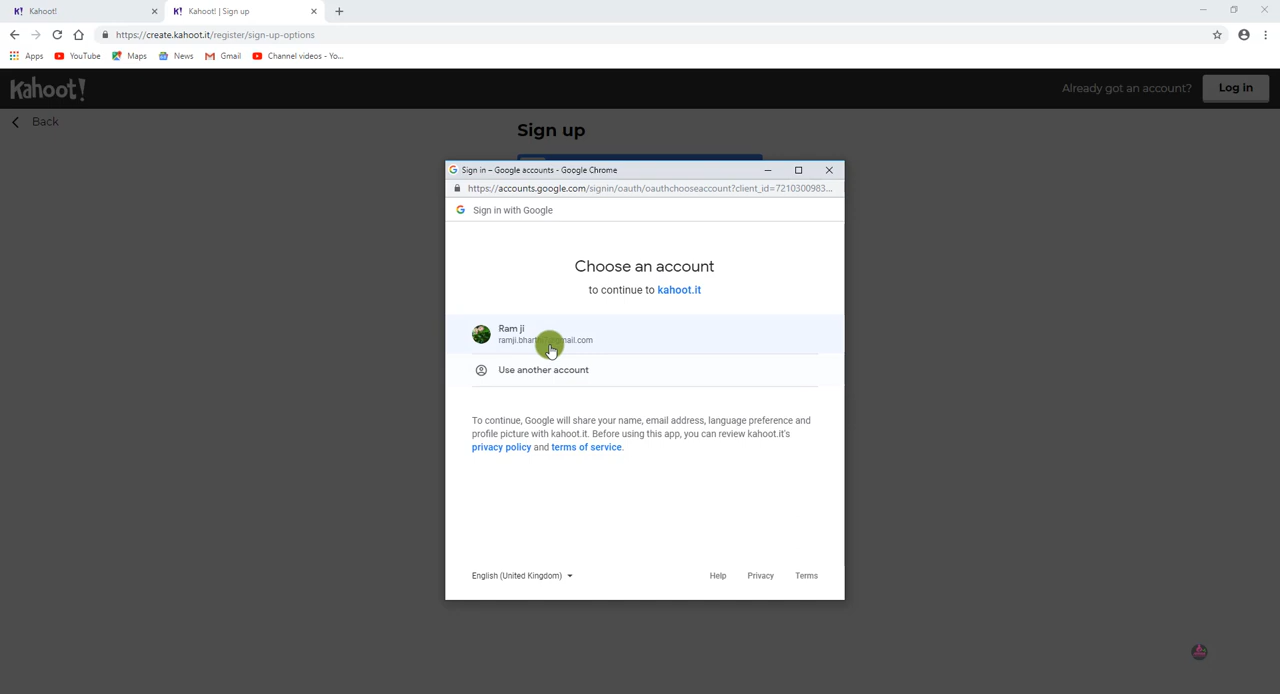 Kahoot!
Kahoot! | Sign up
https://create.kahoot.it/register/sign-up-options
Apps
YouTube
Maps
News
Gmail
Channel videos - Yo...
Kahoot!
Already got an account?
Log in
Back
Sign up
Sign in – Google accounts - Google Chrome
https://accounts.google.com/signin/oauth/oauthchooseaccount?client_id=7210300983...
Sign in with Google
Choose an account
to continue to kahoot.it
Ram ji
Use another account
To continue, Google will share your name, email address, language preference and
profile picture with kahoot.it. Before using this app, you can review kahoot.it's
privacy policy and terms of service.
English (United Kingdom)
Help
Privacy
Terms